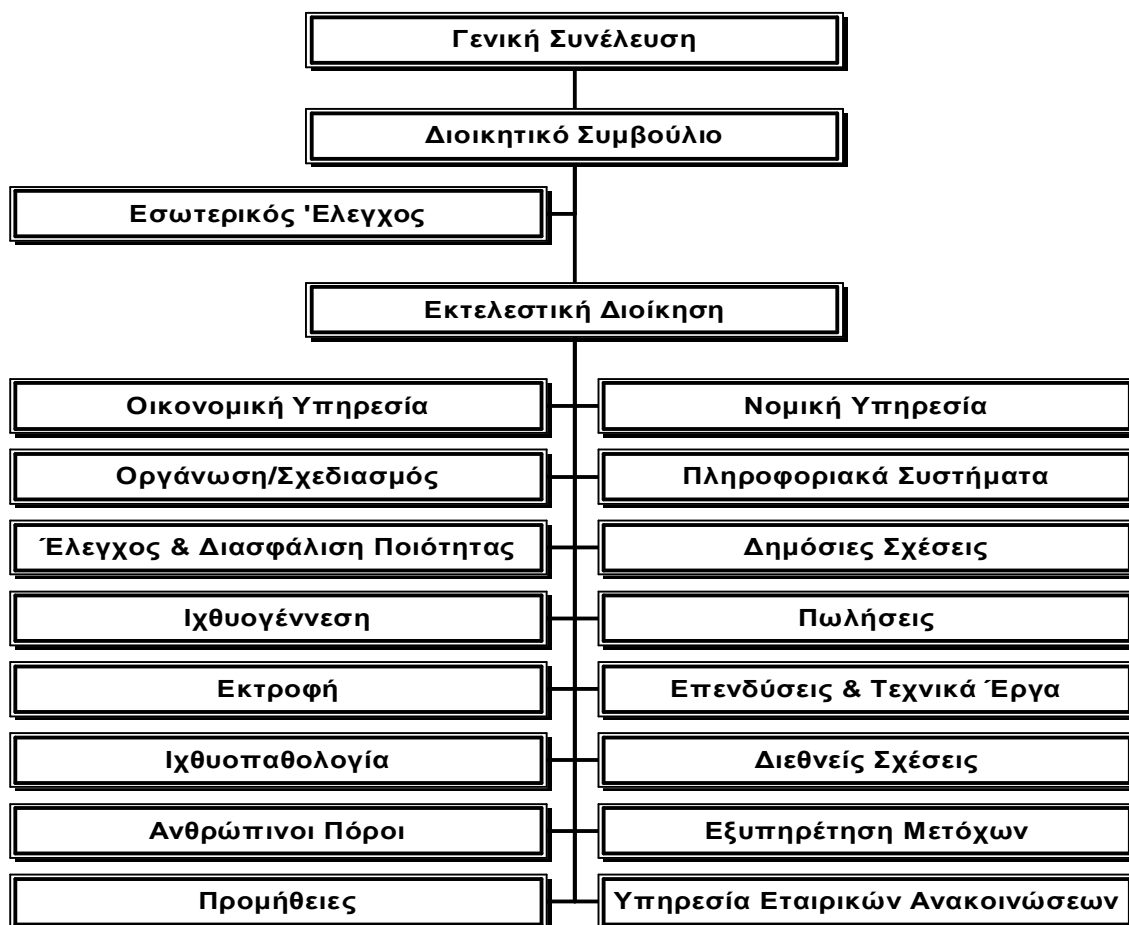 Γενική Συνέλευση
Διοικητικό Συμβούλιο
Εσωτερικός 'Ελεγχος
Εκτελεστική Διοίκηση
Οικονομική Υπηρεσία
Νομική Υπηρεσία
Οργάνωση/Σχεδιασμός
Πληροφοριακά Συστήματα
Έλεγχος & Διασφάλιση Ποιότητας
Δημόσιες Σχέσεις
Ιχθυογέννεση
Πωλήσεις
Εκτροφή
Επενδύσεις & Τεχνικά Έργα
Ιχθυοπαθολογία
Διεθνείς Σχέσεις
Ανθρώπινοι Πόροι
Εξυπηρέτηση Μετόχων
Προμήθειες
Υπηρεσία Εταιρικών Ανακοινώσεων